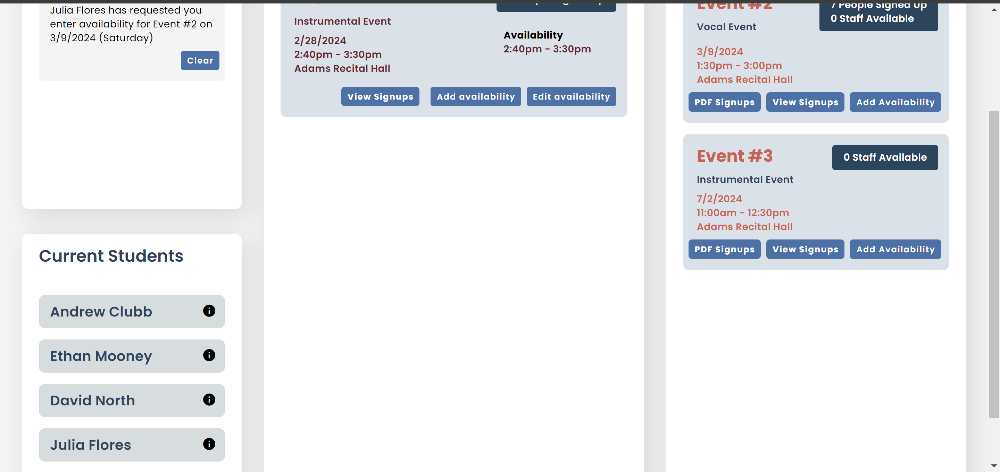 Julia Flores has requested you
enter availability for Event #2 on
3/9/2024 (Saturday)
Clear
Current Students
Andrew Clubb
Ethan Mooney
David North
Julia Flores
Instrumental Event
2/28/2024
2:40pm - 3:30pm
Adams Recital Hall
Availability
2:40pm - 3:30pm
View Signups
Add availability
Edit availability
Event #2
7 People Signed Up
0 Staff Available
Vocal Event
3/9/2024
1:30pm - 3:00pm
Adams Recital Hall
PDF Signups
View Signups
Add Availability
Event #3
0 Staff Available
Instrumental Event
7/2/2024
11:00am - 12:30pm
Adams Recital Hall
PDF Signups
View Signups
Add Availability